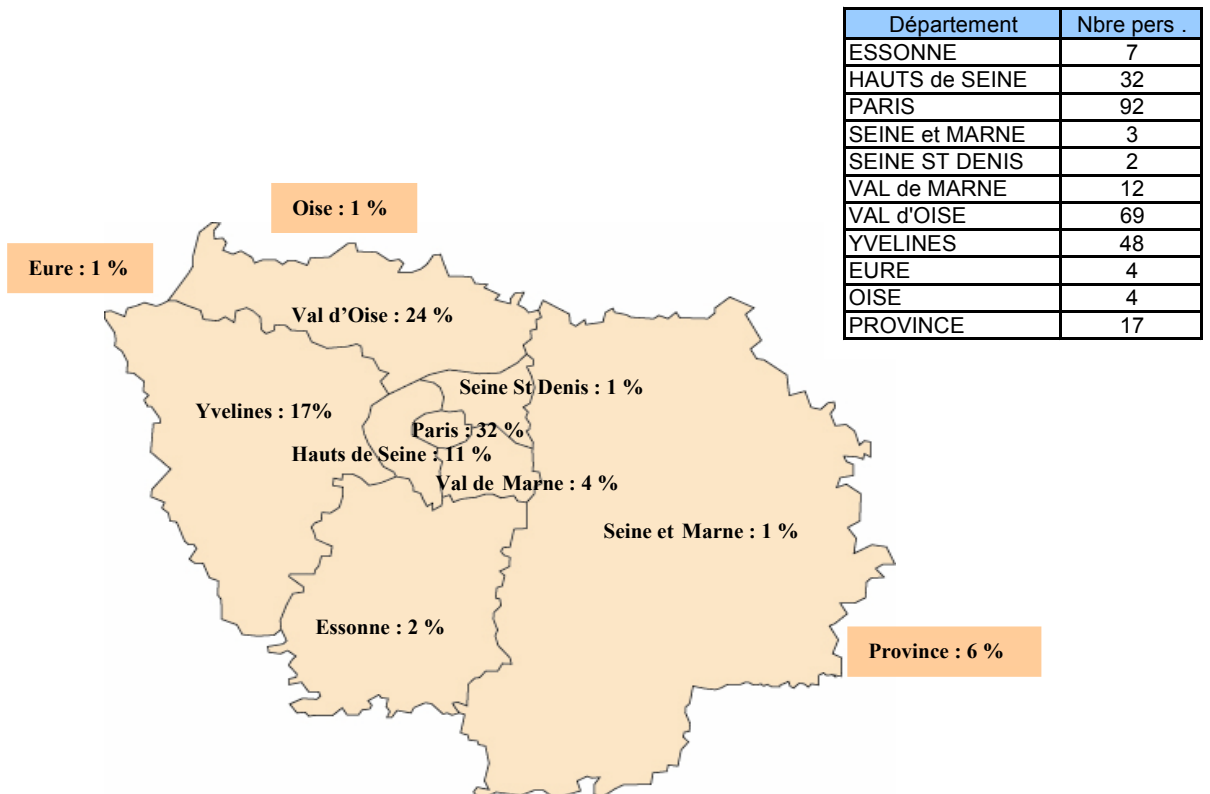 Département Nbre pers .
ESSONNE 7
HAUTS de SEINE 32
PARIS 92
SEINE et MARNE 3
SEINE ST DENIS 2
VAL de MARNE 12
VAL d'OISE 69
YVELINES 48
EURE 4
OISE 4
PROVINCE 17
Oise : 1 %
Eure : 1 %
Val d’Oise : 24 %
Seine St Denis : 1 %
Yvelines : 17%
Paris : 32 %
Hauts de Seine : 11 %
Val de Marne : 4 %
Seine et Marne : 1 %
Essonne : 2 %
Province : 6 %